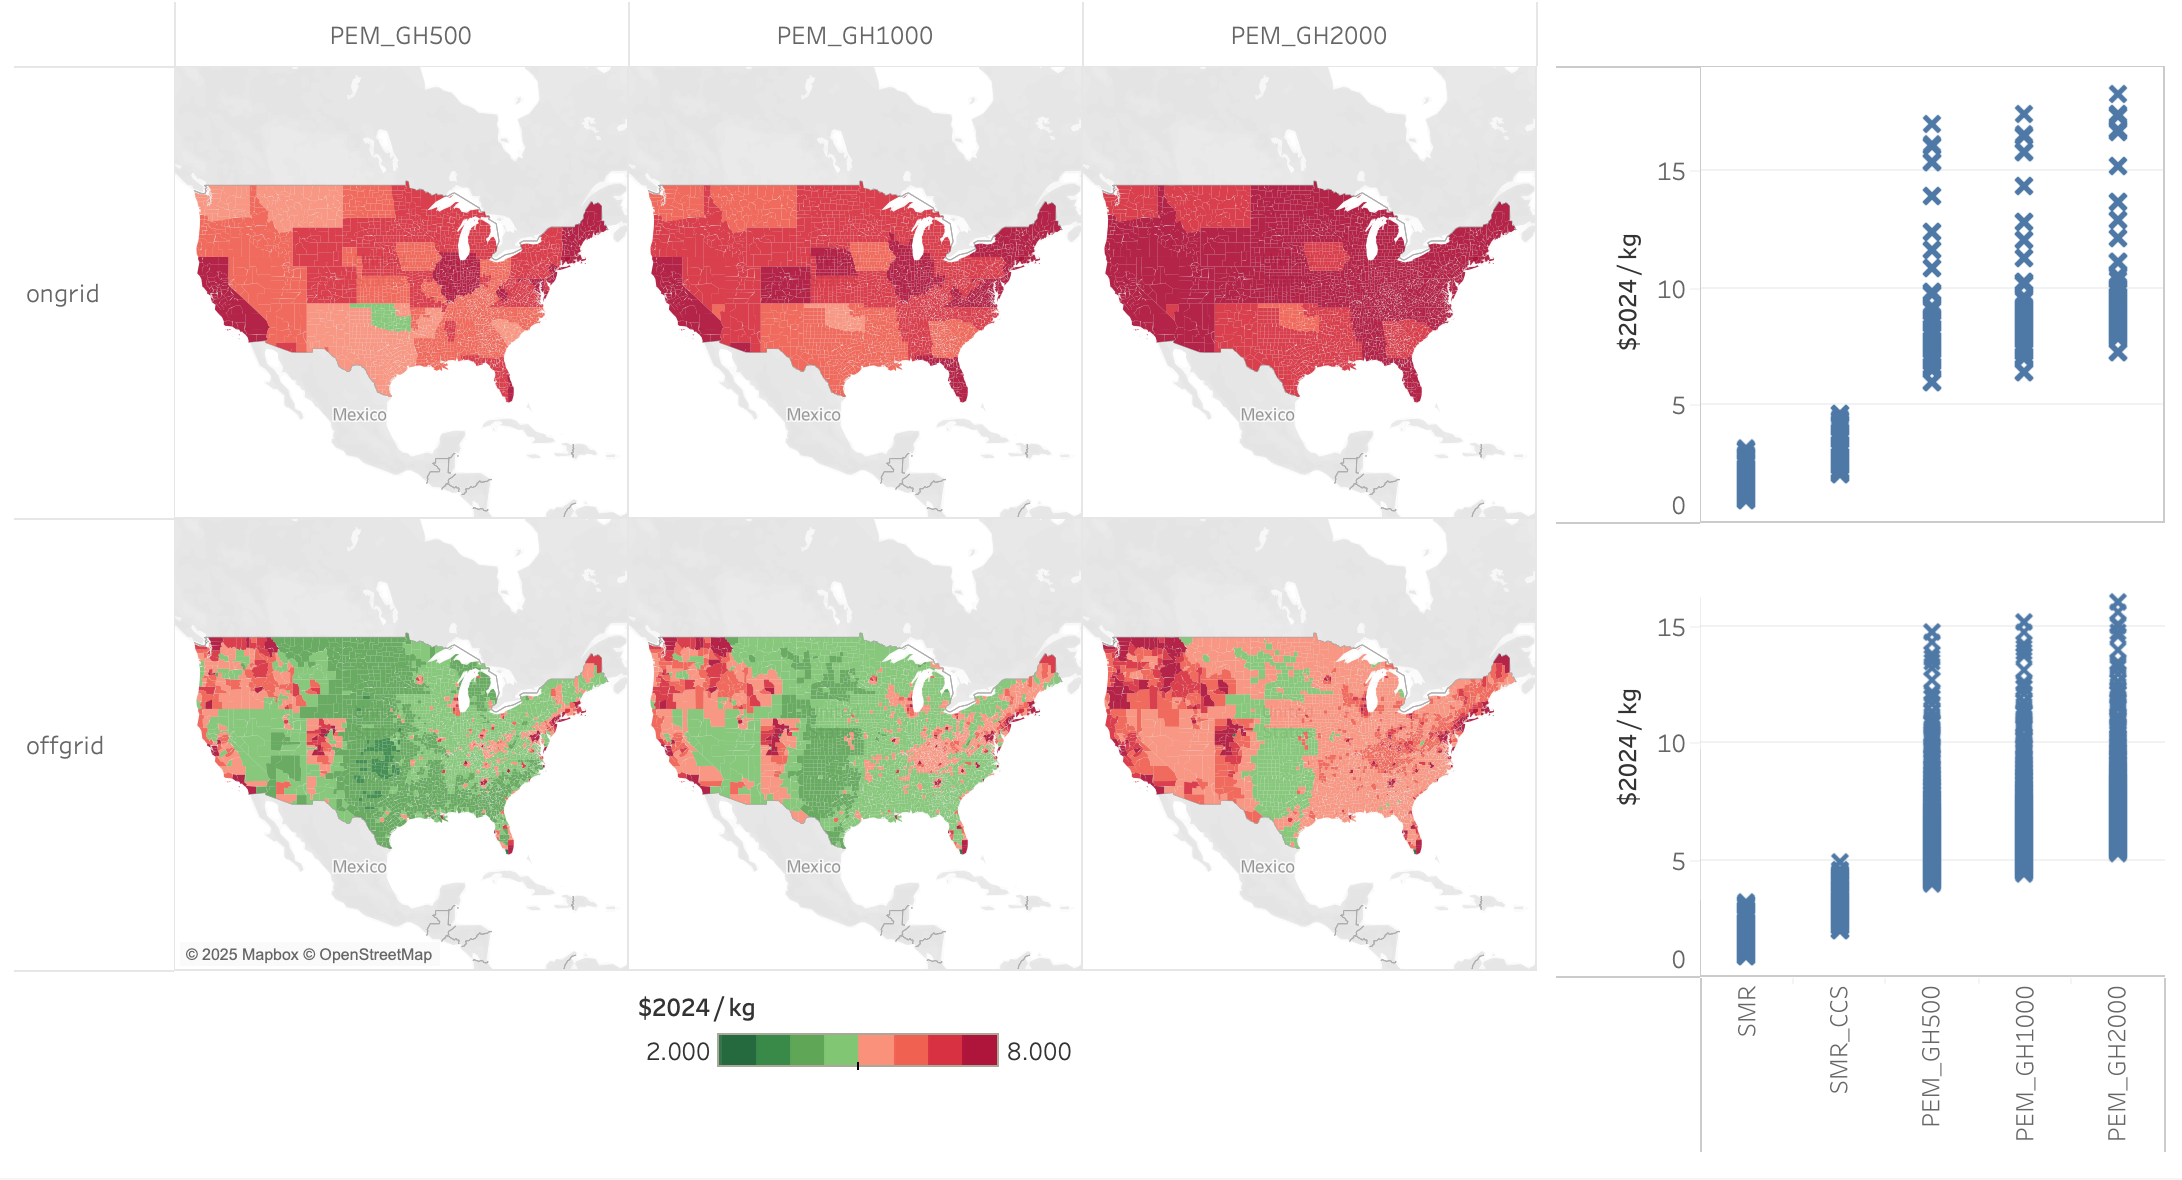 PEM_GH500 PEM_GH1000 PEM_GH2000
ongrid
Mexico Mexico Mexico
$2024 / kg
15
10
5
0
offgrid
Mexico Mexico Mexico
© 2025 Mapbox © OpenStreetMap
$2024 / kg
15
10
5
0
SMR
SMR_CCS
PEM_GH500
PEM_GH1000
PEM_GH2000
$2024 / kg
2.000 8.000